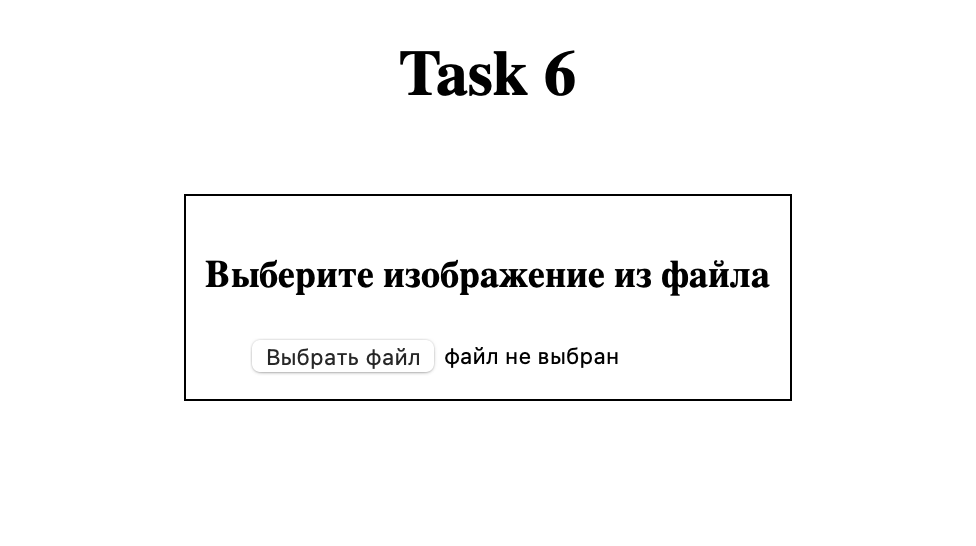 Task 6
Выберите изображение из файла
Выбрать файл файл не выбран